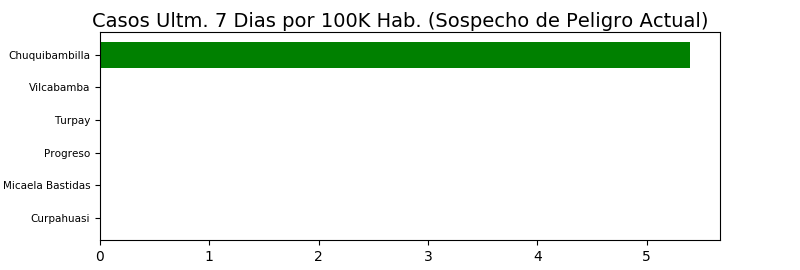 Casos Ultm. 7 Dias por 100K Hab. (Sospecho de Peligro Actual)
Chuquibambilla
Vilcabamba
Turpay
Progreso
Micaela Bastidas
Curpahuasi
0 1 2 3 4 5